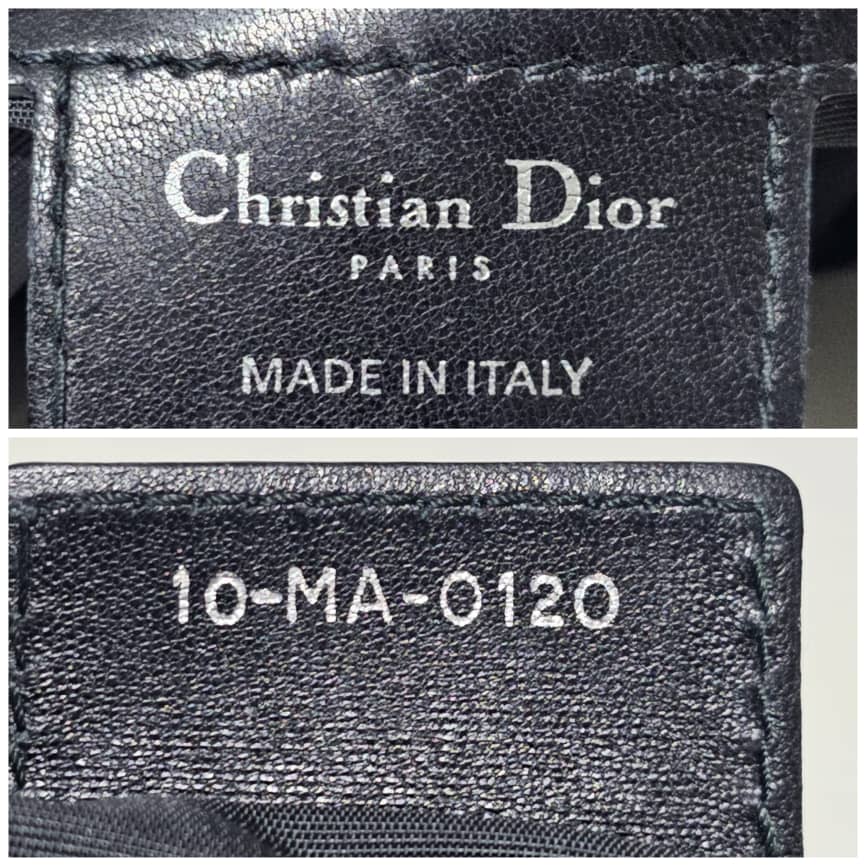 Christian Dior
PARIS
MADE IN ITALY
10-MA-0120